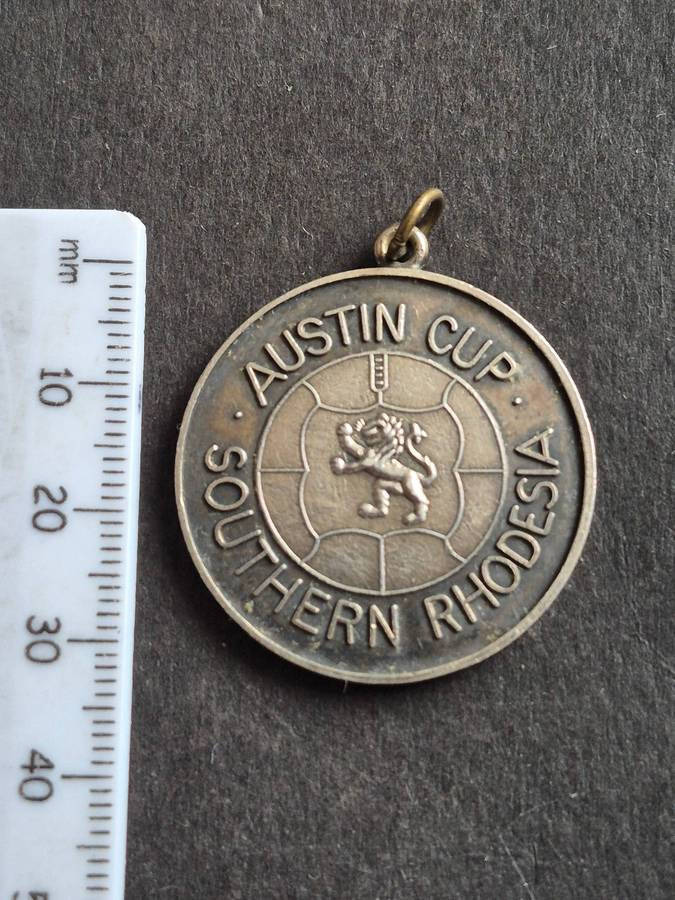 · AUSTIN CUP ·
SOUTHERN RHODESIA
mm
10
20
30
40